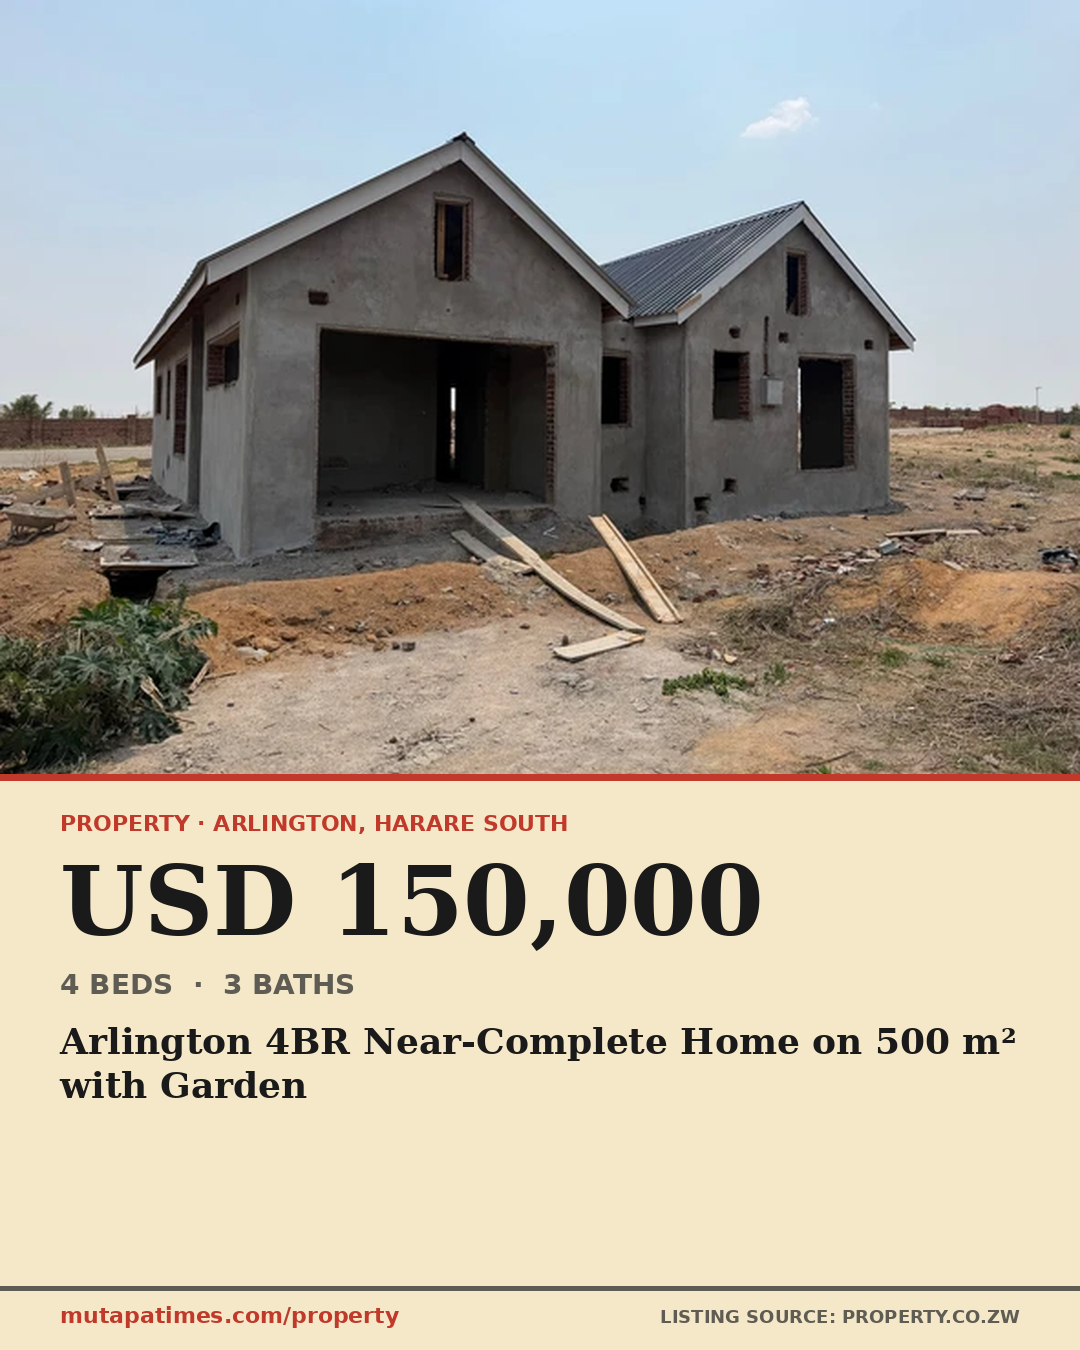 PROPERTY · ARLINGTON, HARARE SOUTH
USD 150,000
4 BEDS · 3 BATHS
Arlington 4BR Near-Complete Home on 500 m²
with Garden
mutapatimes.com/property
LISTING SOURCE: PROPERTY.CO.ZW